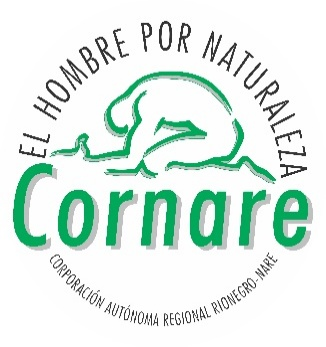 EL HOMBRE POR NATURALEZA
Cornare
CORPORACIÓN AUTÓNOMA REGIONAL RIONEGRO-NARE